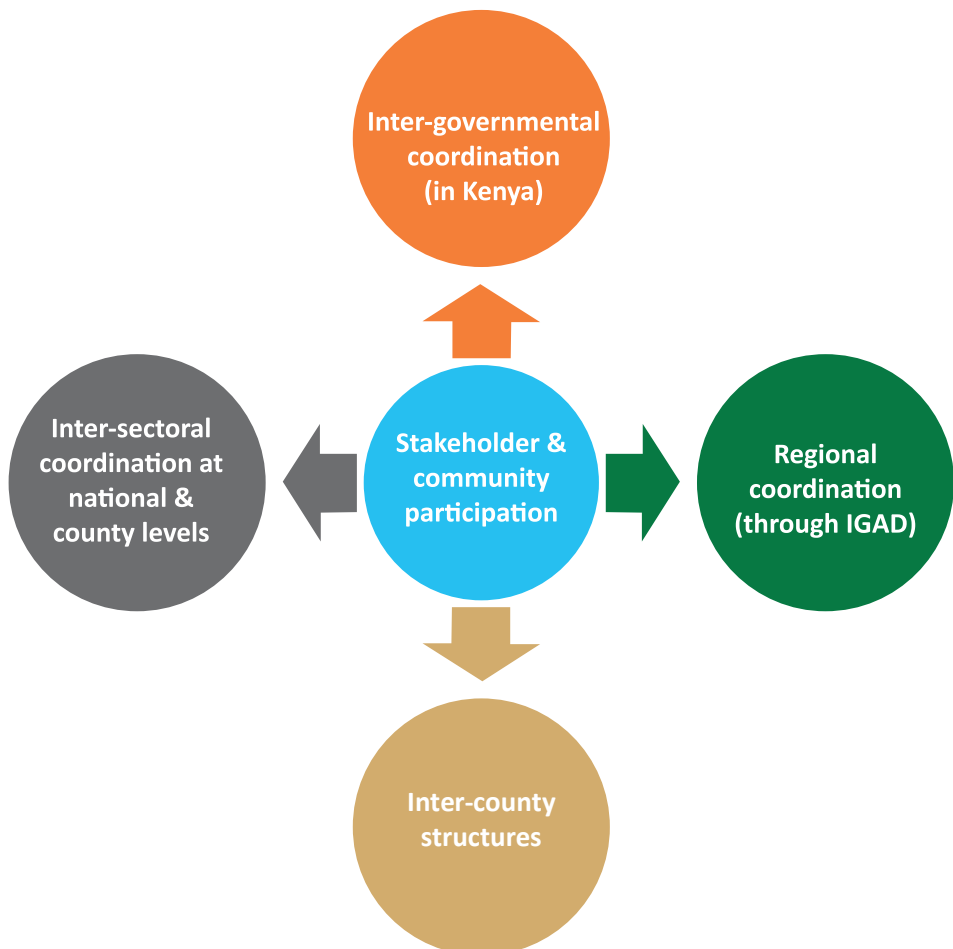 Inter-governmental
coordination
(in Kenya)
Inter-sectoral
coordination at
national &
county levels
Stakeholder &
community
participation
Regional
coordination
(through IGAD)
Inter-county
structures